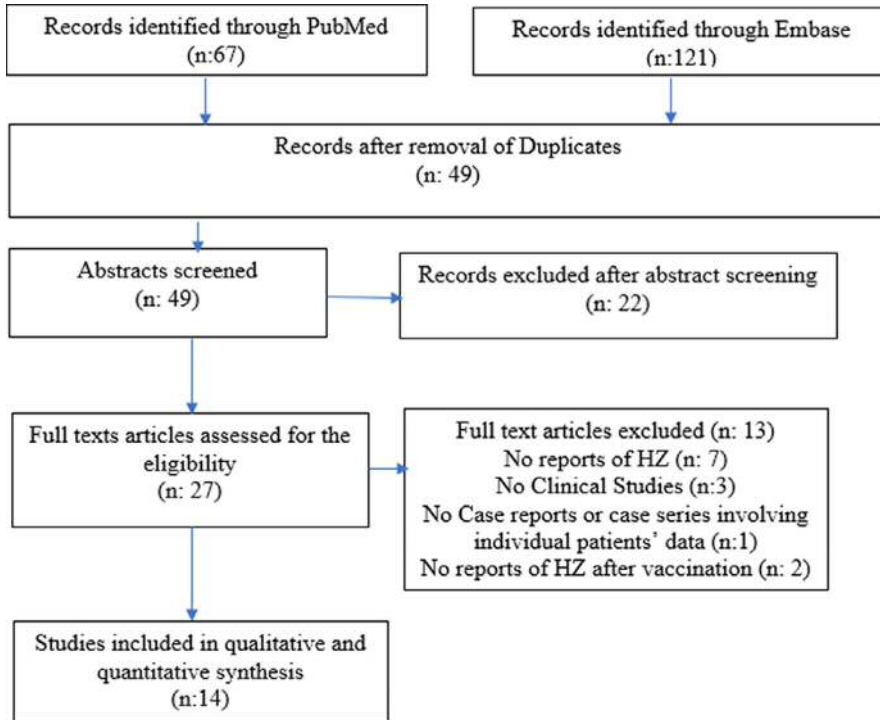 Records identified through PubMed
(n:67)
Records identified through Embase
(n:121)
Records after removal of Duplicates
(n: 49)
Abstracts screened
(n: 49)
Records excluded after abstract screening
(n: 22)
Full texts articles assessed for the
eligibility
(n: 27)
Full text articles excluded (n: 13)
No reports of HZ (n: 7)
No Clinical Studies (n:3)
No Case reports or case series involving
individual patients’ data (n:1)
No reports of HZ after vaccination (n: 2)
Studies included in qualitative and
quantitative synthesis
(n:14)